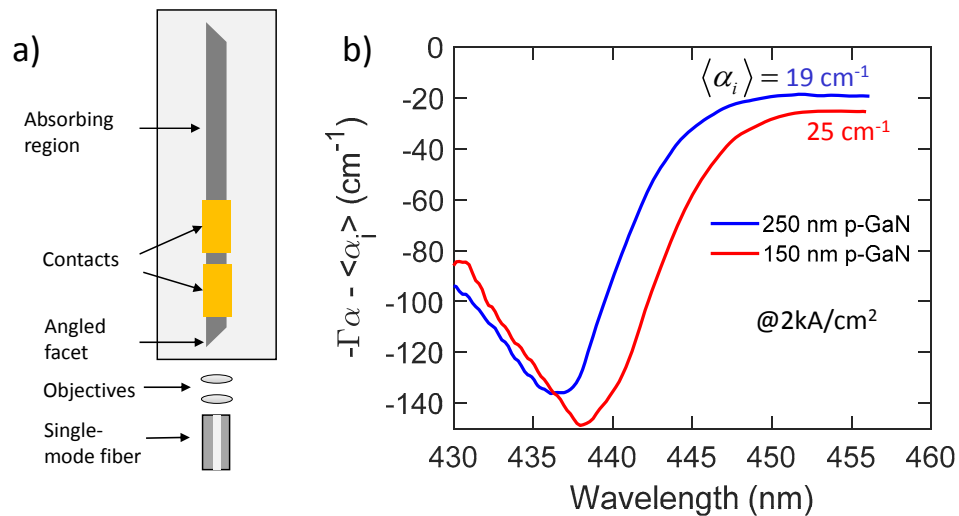 a)
Absorbing
region
Contacts
Angled
facet
Objectives
Single-
mode fiber
b)
-Γα - <αi> (cm-1)
0
-20
-40
-60
-80
-100
-120
-140
⟨αi⟩ = 19 cm-1
25 cm-1
250 nm p-GaN
150 nm p-GaN
@2kA/cm²
430 435 440 445 450 455 460
Wavelength (nm)